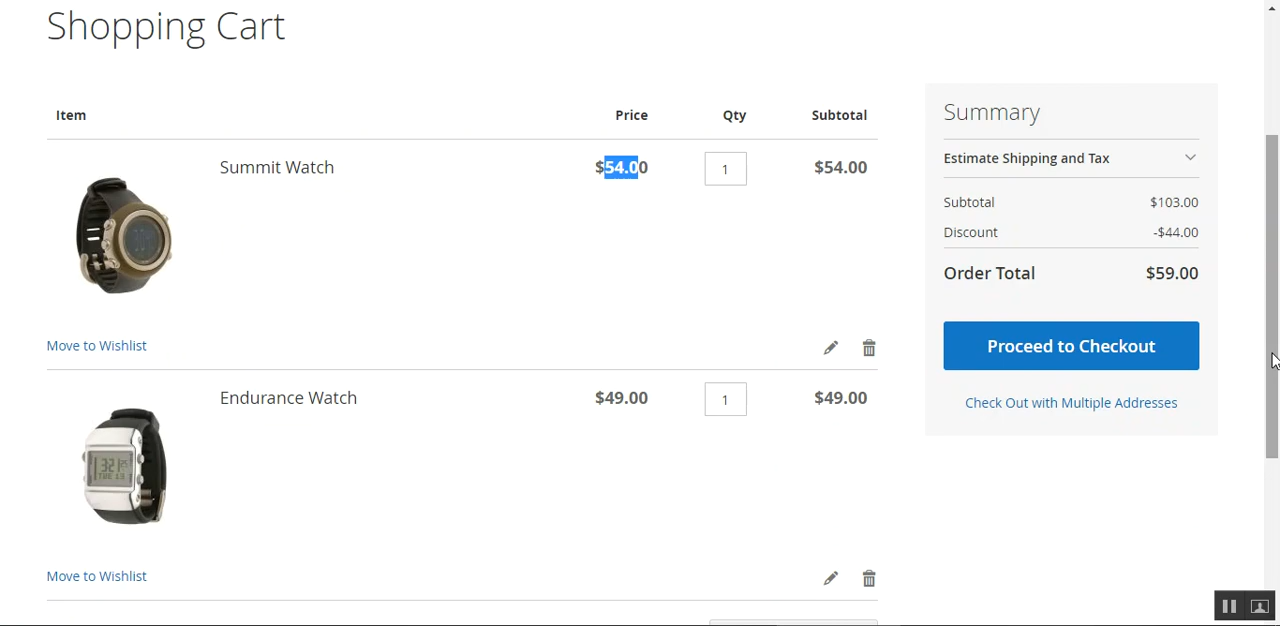 Shopping Cart
Item Price Qty Subtotal
Summit Watch $54.00 1 $54.00
Move to Wishlist
Endurance Watch $49.00 1 $49.00
Move to Wishlist
Summary
Estimate Shipping and Tax
Subtotal $103.00
Discount -$44.00
Order Total $59.00
Proceed to Checkout
Check Out with Multiple Addresses